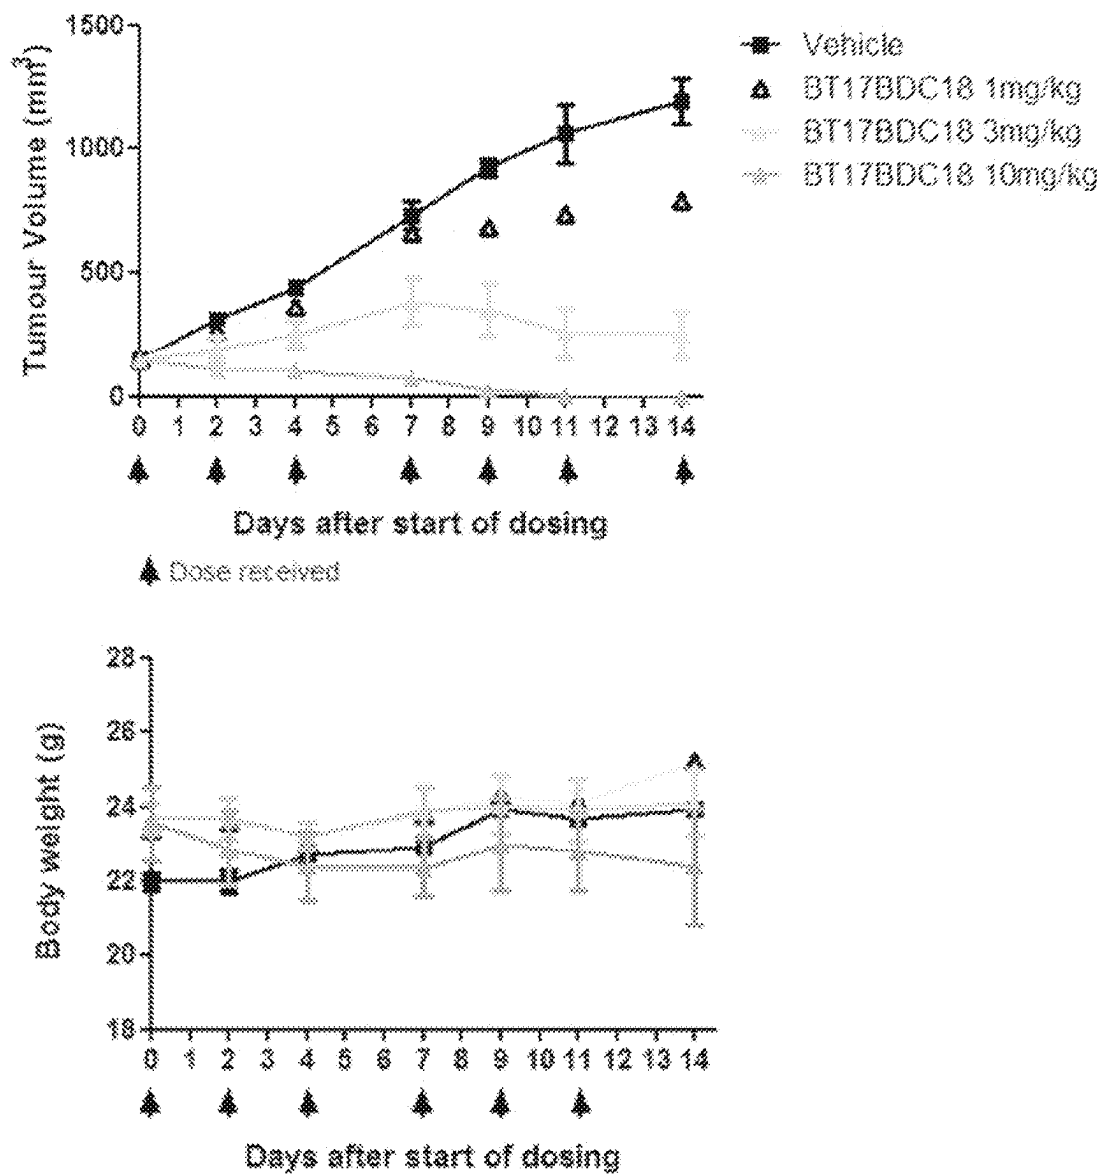 1500
1000
500
0
Tumour Volume (mm³)
Vehicle
BT17BDC18 1mg/kg
BT17BDC18 3mg/kg
BT17BDC18 10mg/kg
0 1 2 3 4 5 6 7 8 9 10 11 12 13 14
Days after start of dosing
Dose received
28
26
24
22
20
18
Body weight (g)
0 1 2 3 4 5 6 7 8 9 10 11 12 13 14
Days after start of dosing